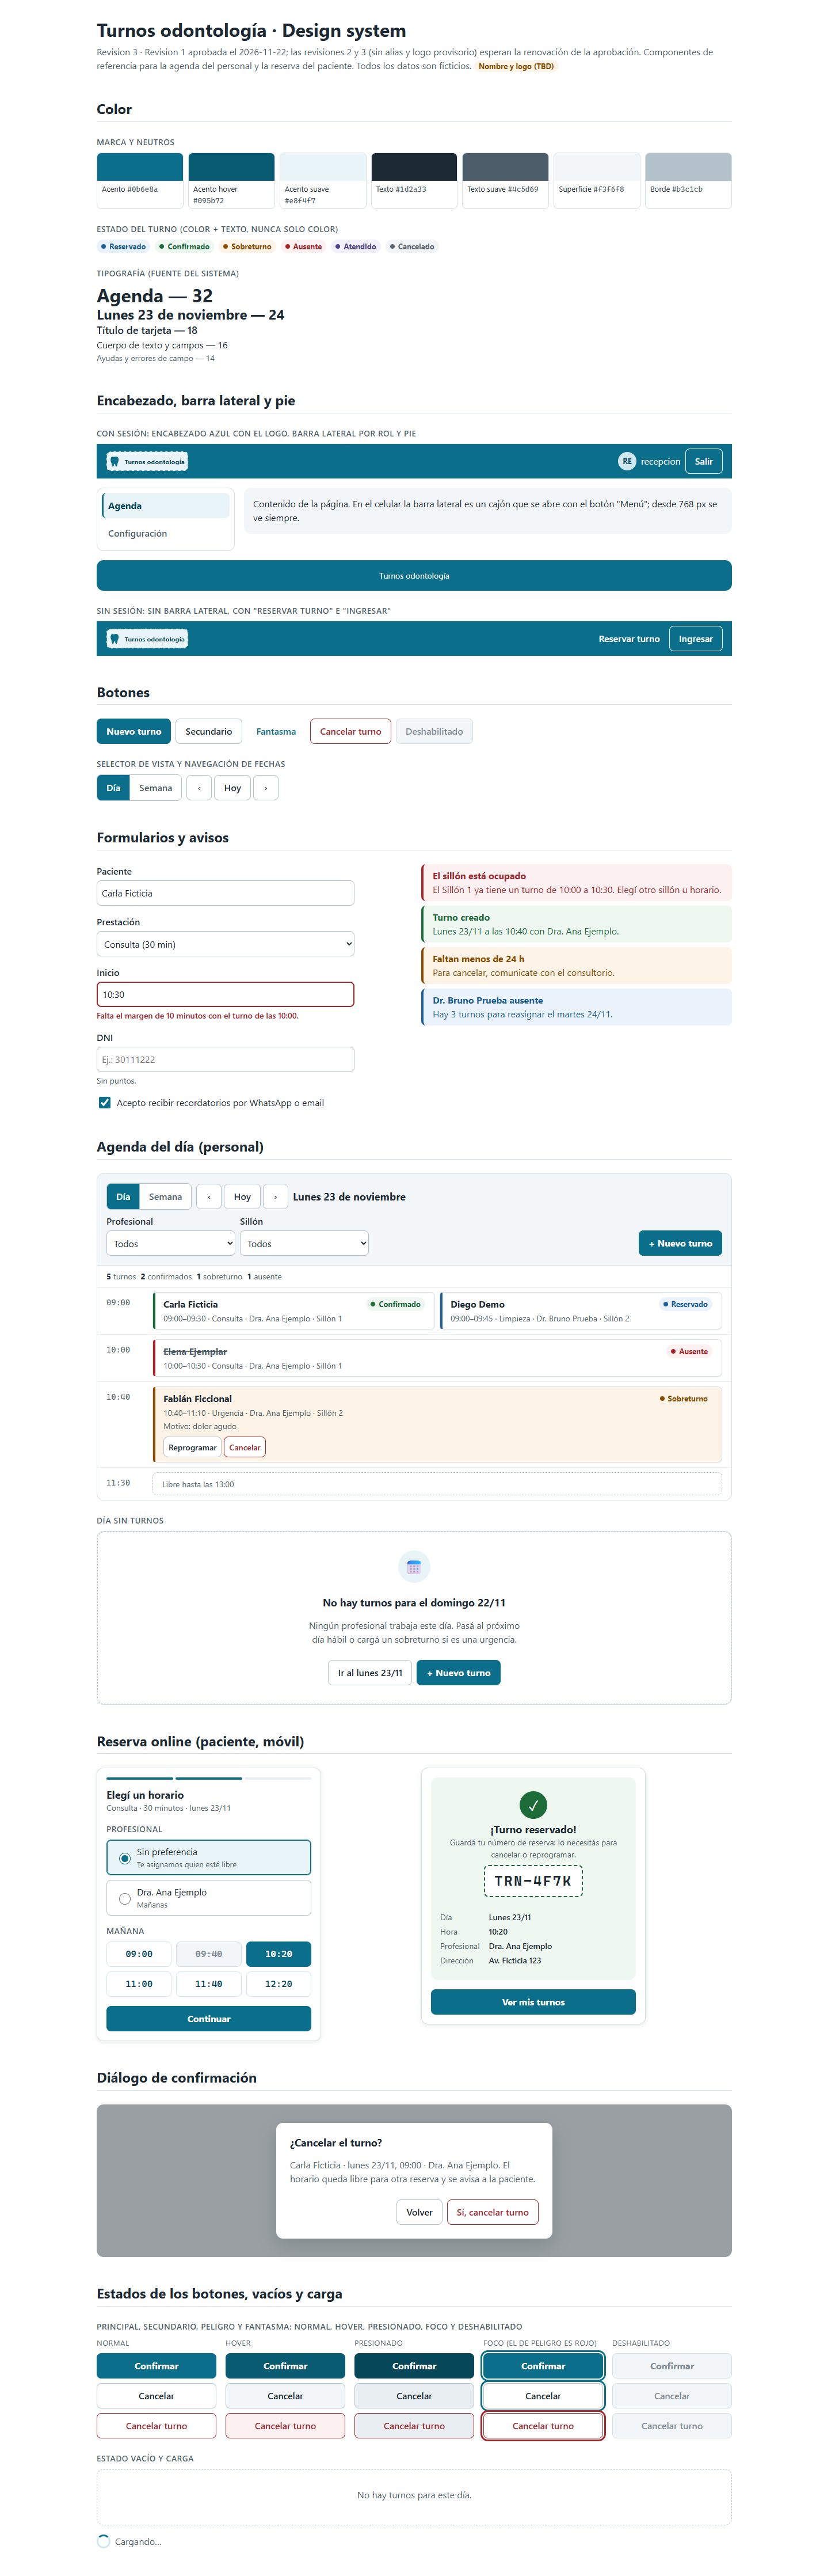 Turnos odontología · Design system
Revision 3 · Revision 1 aprobada el 2026-11-22; las revisiones 2 y 3 (sin alias y logo provisorio) esperan la renovación de la aprobación. Componentes de
referencia para la agenda del personal y la reserva del paciente. Todos los datos son ficticios. Nombre y logo (TBD)
Color
MARCA Y NEUTROS
Acento #0b6e8a
Acento hover #095b72
Acento suave #e8f4f7
Texto #1d2a33
Texto suave #4c5d69
Superficie #f3f6f8
Borde #b3c1cb
ESTADO DEL TURNO (COLOR + TEXTO, NUNCA SOLO COLOR)
Reservado Confirmado Sobreturno Ausente Atendido Cancelado
TIPOGRAFÍA (FUENTE DEL SISTEMA)
Agenda — 32
Lunes 23 de noviembre — 24
Título de tarjeta — 18
Cuerpo de texto y campos — 16
Ayudas y errores de campo — 14
Encabezado, barra lateral y pie
CON SESIÓN: ENCABEZADO AZUL CON EL LOGO, BARRA LATERAL POR ROL Y PIE
Turnos odontología RE recepcion Salir
Agenda
Configuración
Contenido de la página. En el celular la barra lateral es un cajón que se abre con el botón "Menú"; desde 768 px se
ve siempre.
Turnos odontología
SIN SESIÓN: SIN BARRA LATERAL, CON "RESERVAR TURNO" E "INGRESAR"
Turnos odontología Reservar turno Ingresar
Botones
Nuevo turno Secundario Fantasma Cancelar turno Deshabilitado
SELECTOR DE VISTA Y NAVEGACIÓN DE FECHAS
Día Semana ‹ Hoy ›
Formularios y avisos
Paciente
Carla Ficticia
Prestación
Consulta (30 min)
Inicio
10:30
Falta el margen de 10 minutos con el turno de las 10:00.
DNI
Ej.: 30111222
Sin puntos.
Acepto recibir recordatorios por WhatsApp o email
El sillón está ocupado
El Sillón 1 ya tiene un turno de 10:00 a 10:30. Elegí otro sillón u horario.
Turno creado
Lunes 23/11 a las 10:40 con Dra. Ana Ejemplo.
Faltan menos de 24 h
Para cancelar, comunicate con el consultorio.
Dr. Bruno Prueba ausente
Hay 3 turnos para reasignar el martes 24/11.
Agenda del día (personal)
Día Semana ‹ Hoy › Lunes 23 de noviembre
Profesional Sillón
Todos Todos + Nuevo turno
5 turnos 2 confirmados 1 sobreturno 1 ausente
09:00
Carla Ficticia Confirmado
09:00–09:30 · Consulta · Dra. Ana Ejemplo · Sillón 1
Diego Demo Reservado
09:00–09:45 · Limpieza · Dr. Bruno Prueba · Sillón 2
10:00
Elena Ejemplar Ausente
10:00–10:30 · Consulta · Dra. Ana Ejemplo · Sillón 1
10:40
Fabián Ficcional Sobreturno
10:40–11:10 · Urgencia · Dra. Ana Ejemplo · Sillón 2
Motivo: dolor agudo
Reprogramar Cancelar
11:30
Libre hasta las 13:00
DÍA SIN TURNOS
No hay turnos para el domingo 22/11
Ningún profesional trabaja este día. Pasá al próximo
día hábil o cargá un sobreturno si es una urgencia.
Ir al lunes 23/11 + Nuevo turno
Reserva online (paciente, móvil)
Elegí un horario
Consulta · 30 minutos · lunes 23/11
PROFESIONAL
Sin preferencia
Te asignamos quien esté libre
Dra. Ana Ejemplo
Mañanas
MAÑANA
09:00 09:40 10:20
11:00 11:40 12:20
Continuar
¡Turno reservado!
Guardá tu número de reserva: lo necesitás para
cancelar o reprogramar.
TRN-4F7K
Día Lunes 23/11
Hora 10:20
Profesional Dra. Ana Ejemplo
Dirección Av. Ficticia 123
Ver mis turnos
Diálogo de confirmación
¿Cancelar el turno?
Carla Ficticia · lunes 23/11, 09:00 · Dra. Ana Ejemplo. El
horario queda libre para otra reserva y se avisa a la paciente.
Volver Sí, cancelar turno
Estados de los botones, vacíos y carga
PRINCIPAL, SECUNDARIO, PELIGRO Y FANTASMA: NORMAL, HOVER, PRESIONADO, FOCO Y DESHABILITADO
NORMAL HOVER PRESIONADO FOCO (EL DE PELIGRO ES ROJO) DESHABILITADO
Confirmar Confirmar Confirmar Confirmar Confirmar
Cancelar Cancelar Cancelar Cancelar Cancelar
Cancelar turno Cancelar turno Cancelar turno Cancelar turno Cancelar turno
ESTADO VACÍO Y CARGA
No hay turnos para este día.
Cargando…